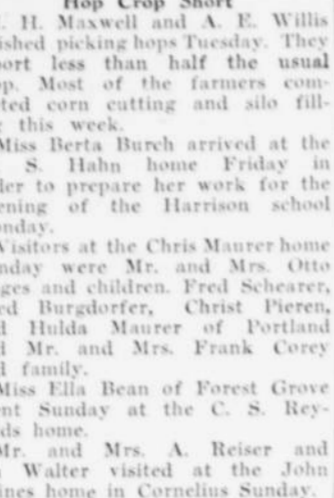 Hop Crop Short
. H. Maxwell and A. E. Willis
ished picking hops Tuesday. They
port less than half the usual
op. Most of the farmers com-
ted corn cutting and silo fill-
g this week.
Miss Berta Burch arrived at the
. S. Hahn home Friday in
der to prepare her work for the
ening of the Harrison school
onday.
Visitors at the Chris Maurer home
nday were Mr. and Mrs. Otto
ges and children. Fred Schearer,
ed Burgdorfer, Christ Pieren,
d Hulda Maurer of Portland
d Mr. and Mrs. Frank Corey
d family.
Miss Ella Bean of Forest Grove
ent Sunday at the C. S. Rey-
ds home.
Mr. and Mrs. A. Reiser and
Walter visited at the John
ines home in Cornelius Sunday.